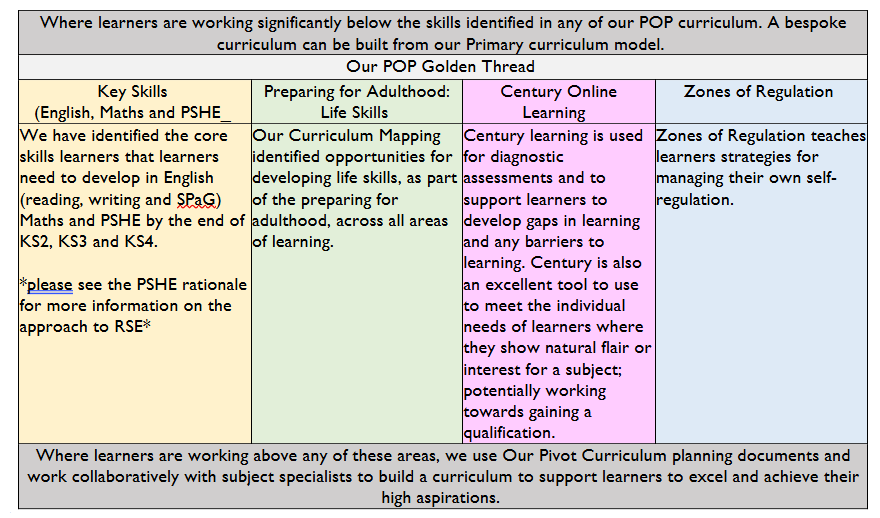 Where learners are working significantly below the skills identified in any of our POP curriculum. A bespoke
curriculum can be built from our Primary curriculum model.
Our POP Golden Thread
Key Skills
(English, Maths and PSHE_
Preparing for Adulthood:
Life Skills
Century Online
Learning
Zones of Regulation
We have identified the core
skills learners that learners
need to develop in English
(reading, writing and SPaG)
Maths and PSHE by the end of
KS2, KS3 and KS4.
*please see the PSHE rationale
for more information on the
approach to RSE*
Our Curriculum Mapping
identified opportunities for
developing life skills, as part
of the preparing for
adulthood, across all areas
of learning.
Century learning is used
for diagnostic
assessments and to
support learners to
develop gaps in learning
and any barriers to
learning. Century is also
an excellent tool to use
to meet the individual
needs of learners where
they show natural flair or
interest for a subject;
potentially working
towards gaining a
qualification.
Zones of Regulation teaches
learners strategies for
managing their own self-
regulation.
Where learners are working above any of these areas, we use Our Pivot Curriculum planning documents and
work collaboratively with subject specialists to build a curriculum to support learners to excel and achieve their
high aspirations.